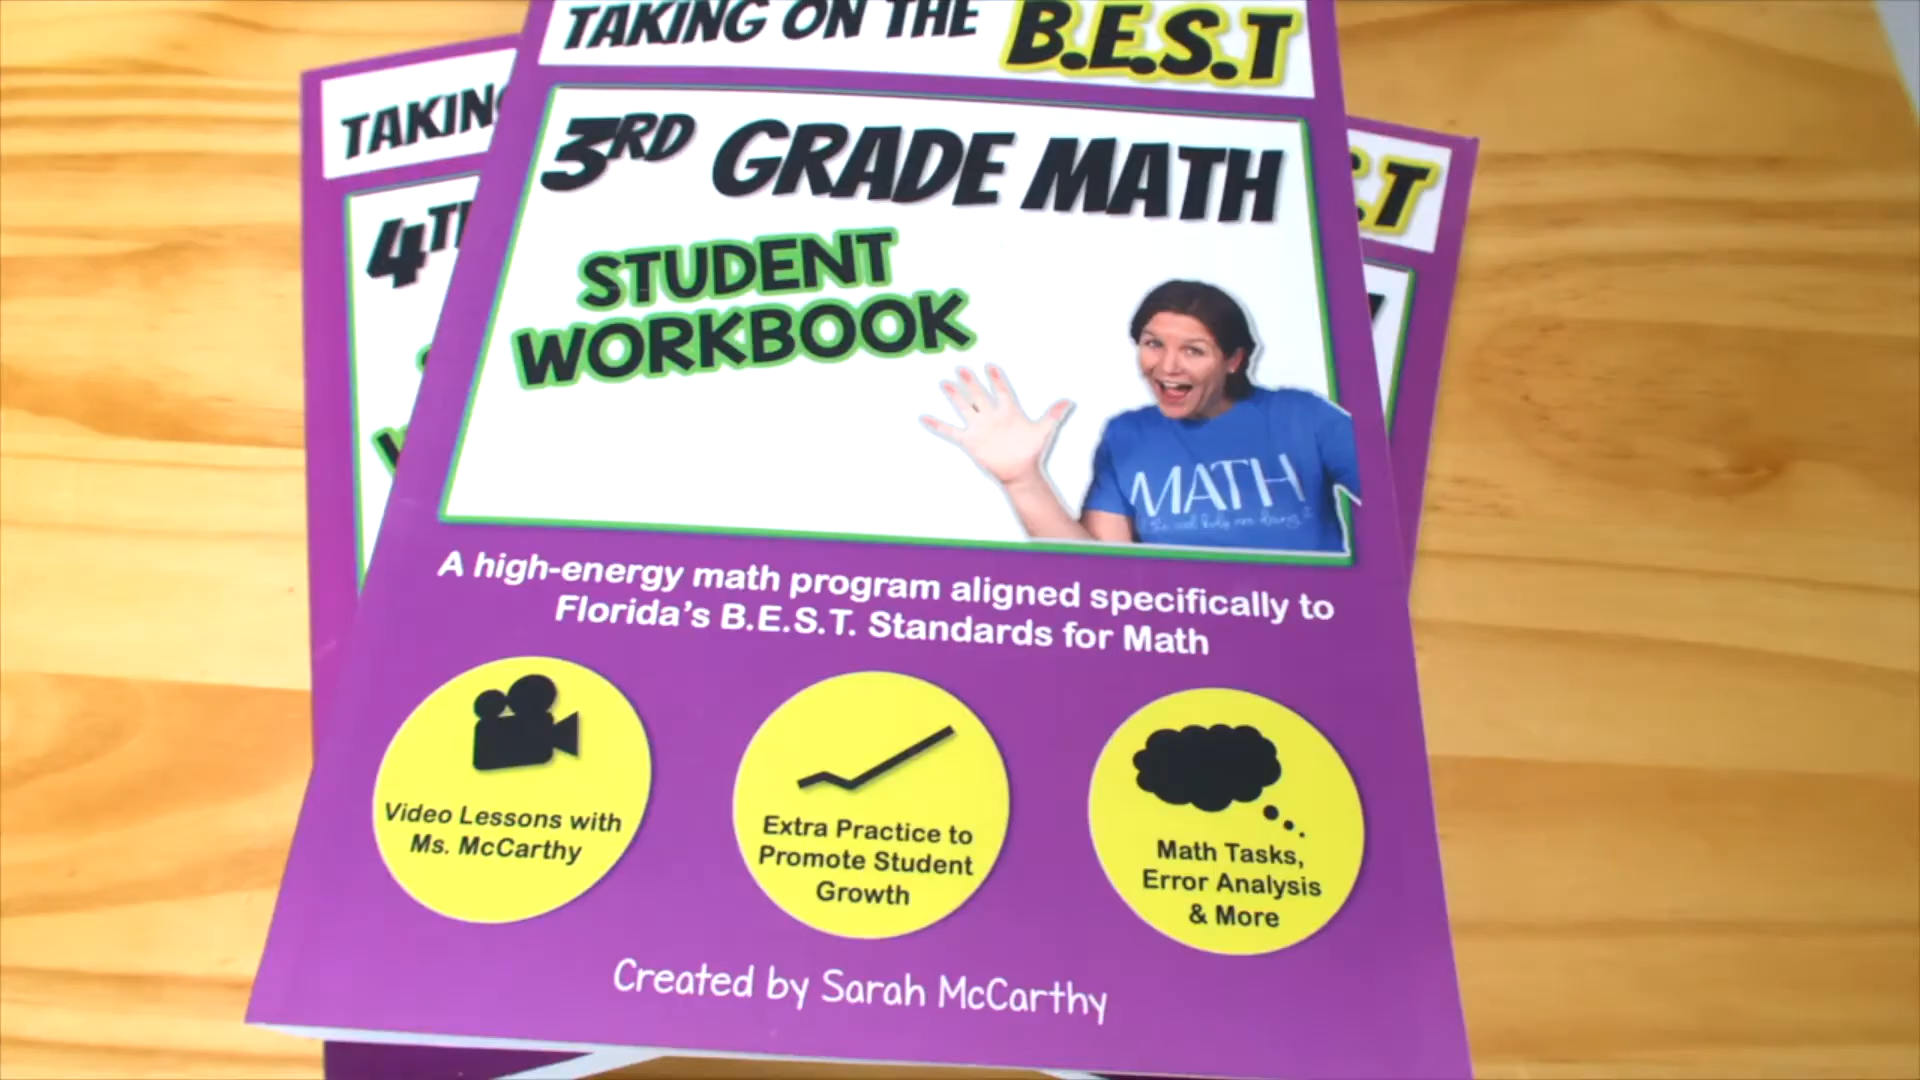 TAKING ON THE B.E.S.T
3RD GRADE MATH
STUDENT
WORKBOOK
MATH
A high-energy math program aligned specifically to
Florida's B.E.S.T. Standards for Math
Video Lessons with
Ms. McCarthy
Extra Practice to
Promote Student
Growth
Math Tasks,
Error Analysis
& More
Created by Sarah McCarthy
TAKING
4TH
.T